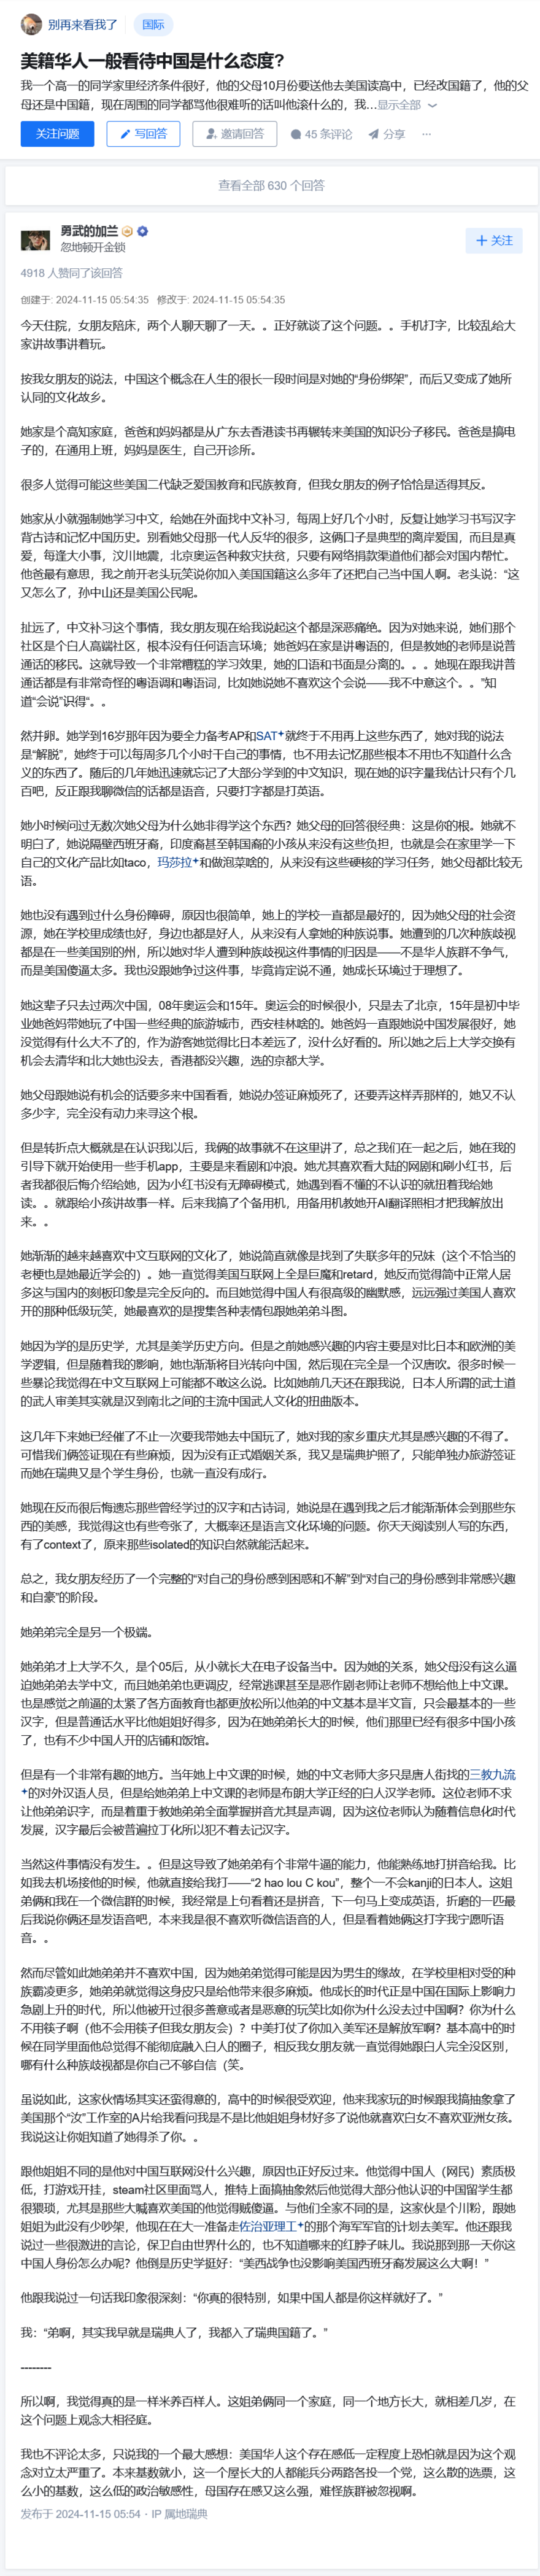 别再来看我了 国际
美籍华人一般看待中国是什么态度?
我一个高一的同学家里经济条件很好，他的父母10月份要送他去美国读高中，已经改国籍了，他的父
母还是中国籍，现在周围的同学都骂他很难听的话叫他滚什么的，我...显示全部
关注问题 写回答 邀请回答 45 条评论 分享 ···
查看全部 630 个回答
勇武的加兰
忽地顿开金锁
+ 关注
4918 人赞同了该回答
创建于: 2024-11-15 05:54:35 修改于: 2024-11-15 05:54:35
今天住院，女朋友陪床，两个人聊天聊了一天。。正好就谈了这个问题。。手机打字，比较乱给大
家讲故事讲着玩。
按我女朋友的说法，中国这个概念在人生的很长一段时间是对她的“身份绑架”，而后又变成了她所
认同的文化故乡。
她家是个高知家庭，爸爸和妈妈都是从广东去香港读书再辗转来美国的知识分子移民。爸爸是搞电
子的，在通用上班，妈妈是医生，自己开诊所。
很多人觉得可能这些美国二代缺乏爱国教育和民族教育，但我女朋友的例子恰恰是适得其反。
她家从小就强制她学习中文，给她在外面找中文补习，每周上好几个小时，反复让她学习书写汉字
背古诗和记忆中国历史。别看她父母那一代人反华的很多，这俩口子是典型的离岸爱国，而且是真
爱，每逢大小事，汶川地震，北京奥运各种救灾扶贫，只要有网络捐款渠道他们都会对国内帮忙。
他爸最有意思，我之前开老头玩笑说你加入美国国籍这么多年了还把自己当中国人啊。老头说：“这
又怎么了，孙中山还是美国公民呢。
扯远了，中文补习这个事情，我女朋友现在给我说起这个都是深恶痛绝。因为对她来说，她们那个
社区是个白人高端社区，根本没有任何语言环境；她爸妈在家是讲粤语的，但是教她的老师是说普
通话的移民。这就导致一个非常糟糕的学习效果，她的口语和书面是分离的。。。她现在跟我讲普
通话都是有非常奇怪的粤语调和粤语词，比如她说她不喜欢这个会说——我不中意这个。。”知
道“会说”识得“。。
然并卵。她学到16岁那年因为要全力备考AP和SAT就终于不用再上这些东西了，她对我的说法
是“解脱”，她终于可以每周多几个小时干自己的事情，也不用去记忆那些根本不用也不知道什么含
义的东西了。随后的几年她迅速就忘记了大部分学到的中文知识，现在她的识字量我估计只有个几
百吧，反正跟我聊微信的话都是语音，只要打字都是打英语。
她小时候问过无数次她父母为什么她非得学这个东西？她父母的回答很经典：这是你的根。她就不
明白了，她说隔壁西班牙裔，印度裔甚至韩国裔的小孩从来没有这些负担，也就是会在家里学一下
自己的文化产品比如taco，玛莎拉和做泡菜啥的，从来没有这些硬核的学习任务，她父母都比较无
语。
她也没有遇到过什么身份障碍，原因也很简单，她上的学校一直都是最好的，因为她父母的社会资
源，她在学校里成绩也好，身边也都是好人，从来没有人拿她的种族说事。她遭到的几次种族歧视
都是在一些美国别的州，所以她对华人遭到种族歧视这件事情的归因是——不是华人族群不争气，
而是美国傻逼太多。我也没跟她争过这件事，毕竟肯定说不通，她成长环境过于理想了。
她这辈子只去过两次中国，08年奥运会和15年。奥运会的时候很小，只是去了北京，15年是初中毕
业她爸妈带她玩了中国一些经典的旅游城市，西安桂林啥的。她爸妈一直跟她说中国发展很好，她
没觉得有什么大不了的，作为游客她觉得比日本差远了，没什么好看的。所以她之后上大学交换有
机会去清华和北大她也没去，香港都没兴趣，选的京都大学。
她父母跟她说有机会的话要多来中国看看，她说办签证麻烦死了，还要弄这样弄那样的，她又不认
多少字，完全没有动力来寻这个根。
但是转折点大概就是在认识我以后，我俩的故事就不在这里讲了，总之我们在一起之后，她在我的
引导下就开始使用一些手机app，主要是来看剧和冲浪。她尤其喜欢看大陆的网剧和刷小红书，后
者我都很后悔介绍给她，因为小红书没有无障碍模式，她遇到看不懂的不认识的就扭着我给她
读。。就跟给小孩讲故事一样。后来我搞了个备用机，用备用机教她开AI翻译照相才把我解放出
来。。
她渐渐的越来越喜欢中文互联网的文化了，她说简直就像是找到了失联多年的兄妹（这个不恰当的
老梗也是她最近学会的）。她一直觉得美国互联网上全是巨魔和retard，她反而觉得简中正常人居
多这与国内的刻板印象是完全反向的。而且她觉得中国人有很高级的幽默感，远远强过美国人喜欢
开的那种低级玩笑，她最喜欢的是搜集各种表情包跟她弟弟斗图。
她因为学的是历史学，尤其是美学历史方向。但是之前她感兴趣的内容主要是对比日本和欧洲的美
学逻辑，但是随着我的影响，她也渐渐将目光转向中国，然后现在完全是一个汉唐吹。很多时候一
些暴论我觉得在中文互联网上可能都不敢这么说。比如她前几天还在跟我说，日本人所谓的武士道
的武人审美其实就是汉到南北之间的主流中国武人文化的扭曲版本。
这几年下来她已经催了不止一次要我带她去中国玩了，她对我的家乡重庆尤其是感兴趣的不得了。
可惜我们俩签证现在有些麻烦，因为没有正式婚姻关系，我又是瑞典护照了，只能单独办旅游签证
而她在瑞典又是个学生身份，也就一直没有成行。
她现在反而很后悔遗忘那些曾经学过的汉字和古诗词，她说是在遇到我之后才能渐渐体会到那些东
西的美感，我觉得这也有些夸张了，大概率还是语言文化环境的问题。你天天阅读别人写的东西，
有了context了，原来那些isolated的知识自然就能活起来。
总之，我女朋友经历了一个完整的“对自己的身份感到困惑和不解”到“对自己的身份感到非常感兴趣
和自豪”的阶段。
她弟弟完全是另一个极端。
她弟弟才上大学不久，是个05后，从小就长大在电子设备当中。因为她的关系，她父母没有这么逼
迫她弟弟去学中文，而且她弟弟也更调皮，经常逃课甚至是恶作剧老师让老师不想给他上中文课。
也是感觉之前逼的太紧了各方面教育也都更放松所以他弟的中文基本是半文盲，只会最基本的一些
汉字，但是普通话水平比他姐姐好得多，因为在她弟弟长大的时候，他们那里已经有很多中国小孩
了，也有不少中国人开的店铺和饭馆。
但是有一个非常有趣的地方。当年她上中文课的时候，她的中文老师大多只是唐人街找的三教九流
的对外汉语人员，但是给她弟弟上中文课的老师是布朗大学正经的白人汉学老师。这位老师不求
让他弟弟识字，而是着重于教她弟弟全面掌握拼音尤其是声调，因为这位老师认为随着信息化时代
发展，汉字最后会被普遍拉丁化所以犯不着去记汉字。
当然这件事情没有发生。。但是这导致了她弟弟有个非常牛逼的能力，他能熟练地打拼音给我。比
如我去机场接他的时候，他就直接给我打——“2 hao lou C kou”，整个一不会kanji的日本人。这姐
弟俩和我在一个微信群的时候，我经常是上句看着还是拼音，下一句马上变成英语，折磨的一匹最
后我说你俩还是发语音吧，本来我是很不喜欢听微信语音的人，但是看着她俩这打字我宁愿听语
音。。
然而尽管如此她弟弟并不喜欢中国，因为她弟弟觉得可能是因为男生的缘故，在学校里相对受的种
族霸凌更多，她弟弟就觉得这身皮只是给他带来很多麻烦。他成长的时代正是中国在国际上影响力
急剧上升的时代，所以他被开过很多善意或者是恶意的玩笑比如你为什么没去过中国啊？你为什么
不用筷子啊（他不会用筷子但我女朋友会）？中美打仗了你加入美军还是解放军啊？基本高中的时
候在同学里面他总觉得不能彻底融入白人的圈子，相反我女朋友就一直觉得她跟白人完全没区别，
哪有什么种族歧视都是你自己不够自信（笑。
虽说如此，这家伙情场其实还蛮得意的，高中的时候很受欢迎，他来我家玩的时候跟我搞抽象拿了
美国那个“汝”工作室的A片给我看问我是不是比他姐姐身材好多了说他就喜欢白女不喜欢亚洲女孩。
我说这让你姐知道了她得杀了你。。
跟他姐姐不同的是他对中国互联网没什么兴趣，原因也正好反过来。他觉得中国人（网民）素质极
低，打游戏开挂，steam社区里面骂人，推特上面搞抽象然后他觉得大部分他认识的中国留学生都
很猥琐，尤其是那些大喊喜欢美国的他觉得贼傻逼。与他们全家不同的是，这家伙是个川粉，跟她
姐姐为此没有少吵架，他现在在大一准备走佐治亚理工的那个海军军官的计划去美军。他还跟我
说过一些很激进的言论，保卫自由世界什么的，也不知道哪来的红脖子味儿。我说那到那一天你这
中国人身份怎么办呢？他倒是历史学挺好：“美西战争也没影响美国西班牙裔发展这么大啊！”
他跟我说过一句话我印象很深刻：“你真的很特别，如果中国人都是你这样就好了。”
我：“弟啊，其实我早就是瑞典人了，我都入了瑞典国籍了。”
--------
所以啊，我觉得真的是一样米养百样人。这姐弟俩同一个家庭，同一个地方长大，就相差几岁，在
这个问题上观念大相径庭。
我也不评论太多，只说我的一个最大感想：美国华人这个存在感低一定程度上恐怕就是因为这个观
念对立太严重了。本来基数就小，这一个屋长大的人都能兵分两路各投一个党，这么散的选票，这
么小的基数，这么低的政治敏感性，母国存在感又这么强，难怪族群被忽视啊。
发布于 2024-11-15 05:54 · IP 属地瑞典